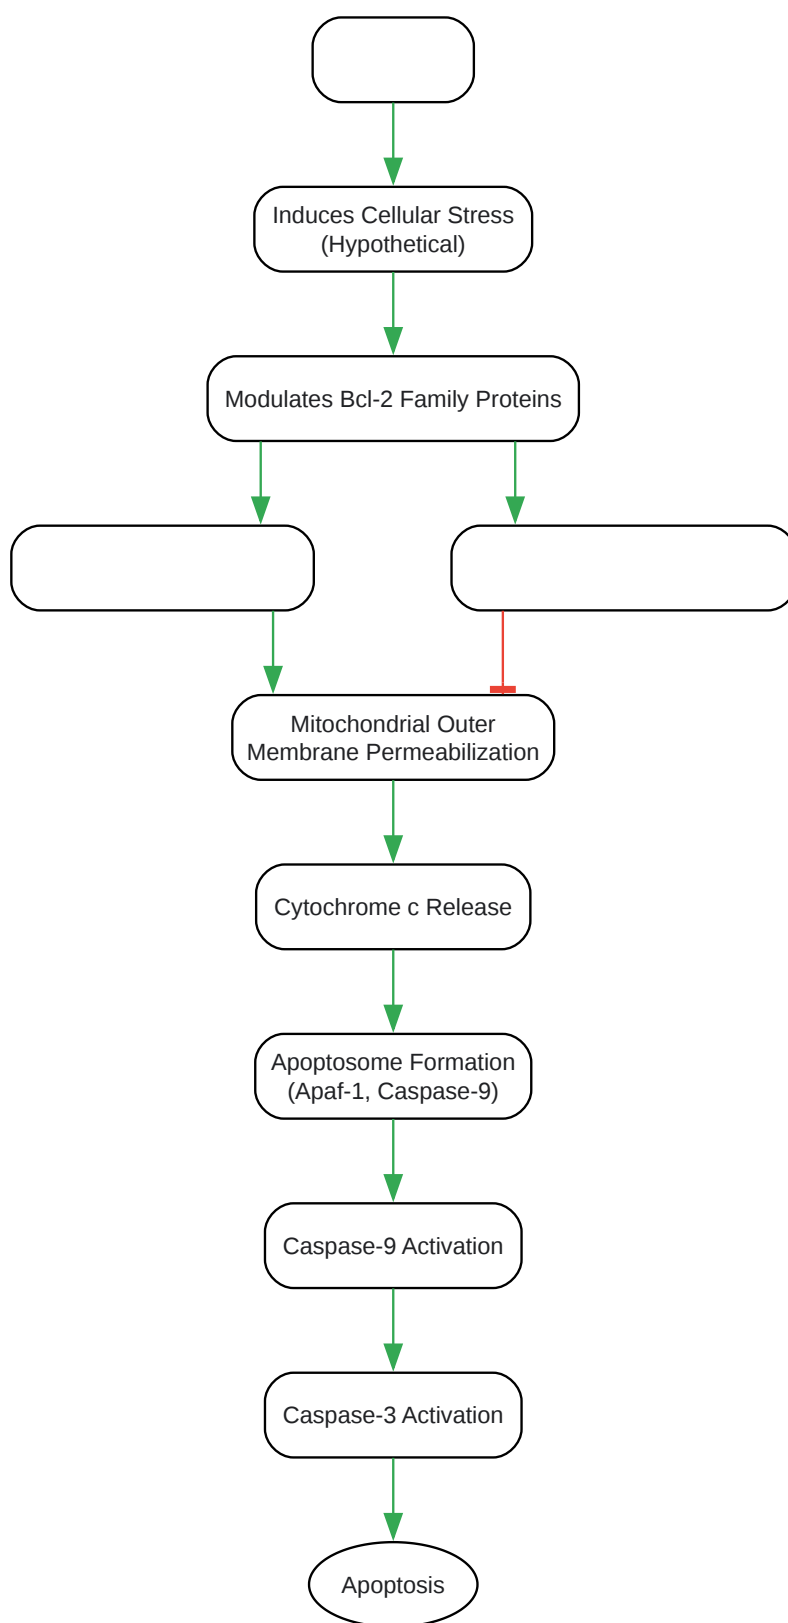 Induces Cellular Stress
(Hypothetical)
Modulates Bcl-2 Family Proteins
Mitochondrial Outer
Membrane Permeabilization
Cytochrome c Release
Apoptosome Formation
(Apaf-1, Caspase-9)
Caspase-9 Activation
Caspase-3 Activation
Apoptosis